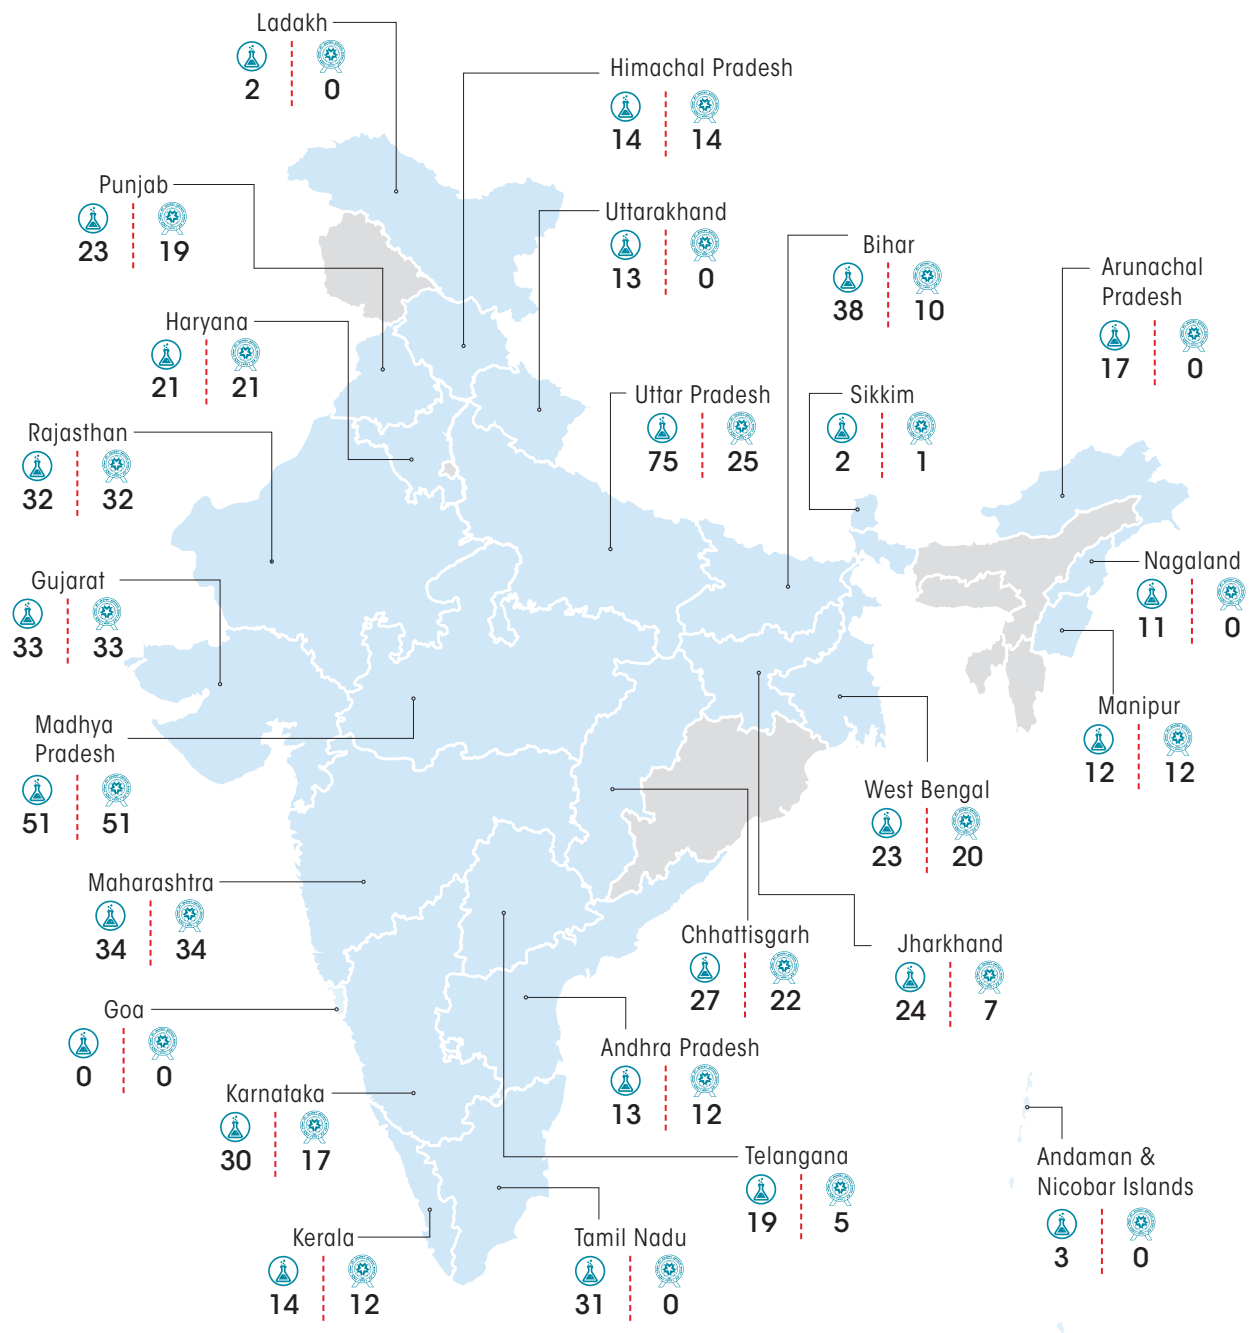 Ladakh
2 0
Himachal Pradesh
14 14
Punjab
23 19
Uttarakhand
13 0
Bihar
38 10
Arunachal
Pradesh
17 0
Haryana
21 21
Uttar Pradesh
75 25
Sikkim
2 1
Rajasthan
32 32
Nagaland
11 0
Gujarat
33 33
Manipur
12 12
Madhya
Pradesh
51 51
West Bengal
23 20
Maharashtra
34 34
Chhattisgarh
27 22
Jharkhand
24 7
Goa
0 0
Andhra Pradesh
13 12
Karnataka
30 17
Telangana
19 5
Andaman &
Nicobar Islands
3 0
Kerala
14 12
Tamil Nadu
31 0